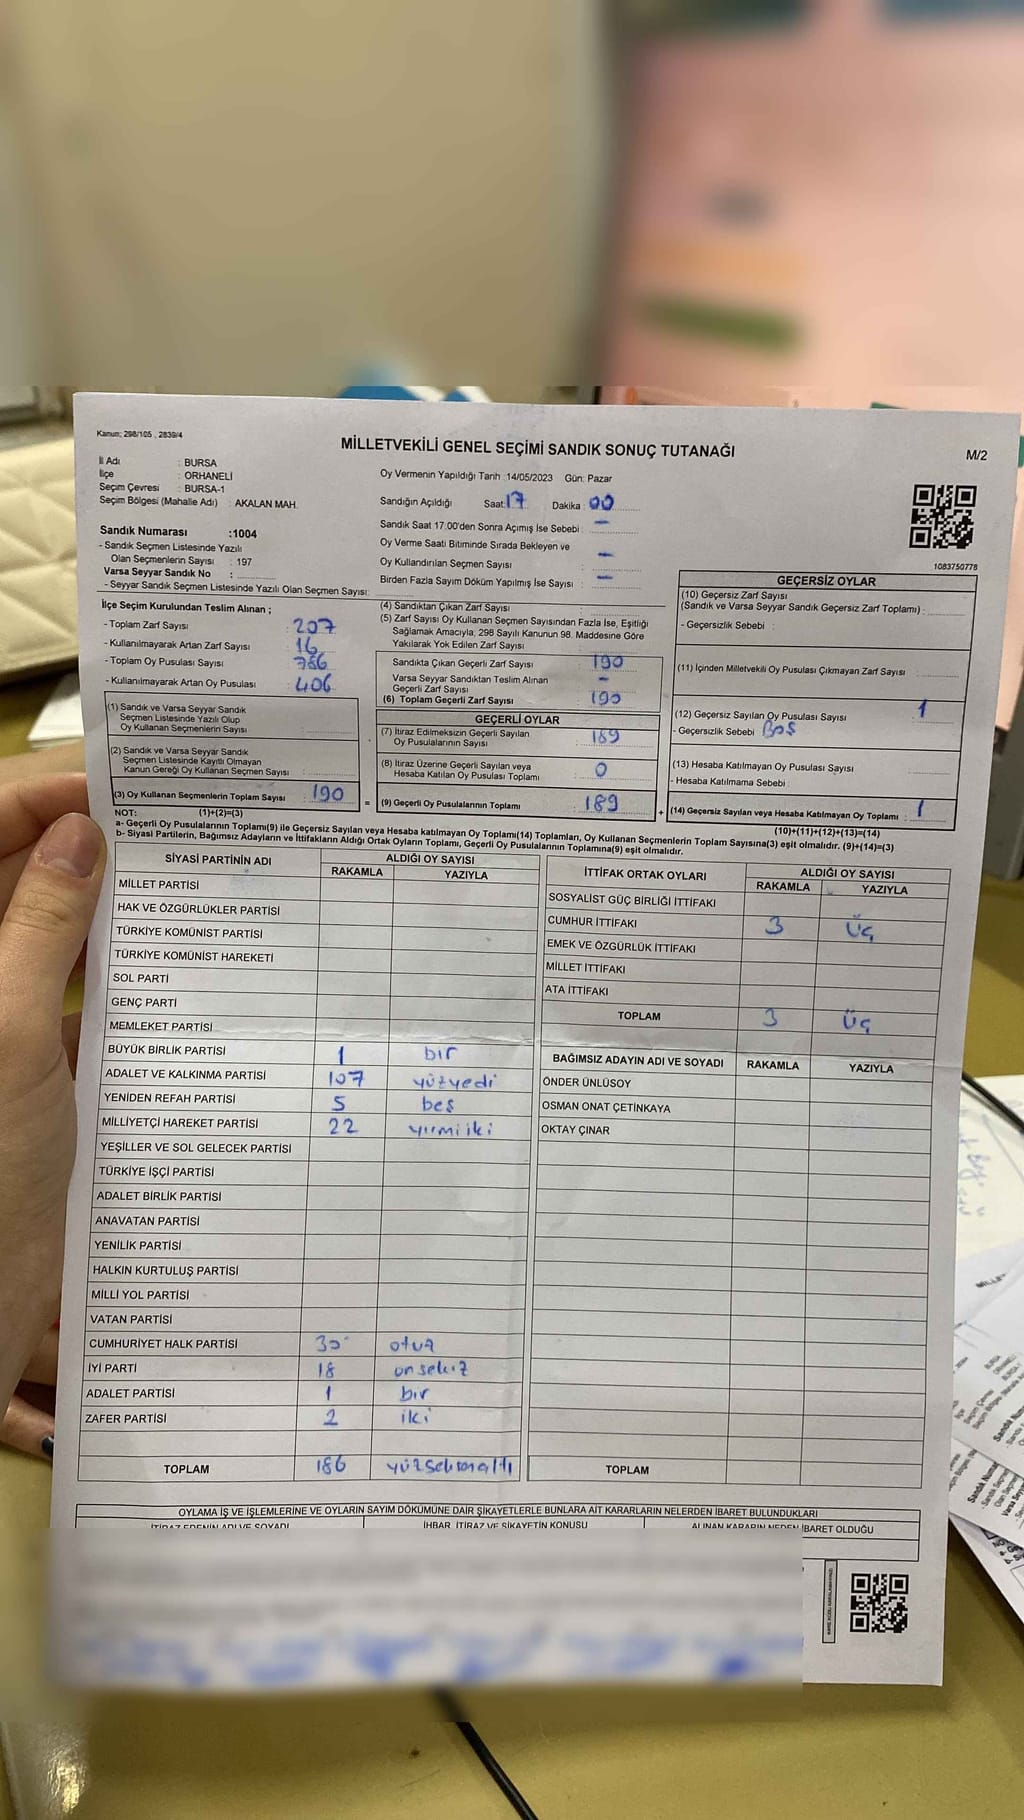 Kanun: 298/105 , 2839/4
MİLLETVEKİLİ GENEL SEÇİMİ SANDIK SONUÇ TUTANAĞI
M/2
İl Adı : BURSA
İlçe : ORHANELİ
Seçim Çevresi : BURSA-1
Seçim Bölgesi (Mahalle Adı) : AKALAN MAH.
Oy Vermenin Yapıldığı Tarih :14/05/2023 Gün: Pazar
Sandığın Açıldığı Saat: 17 Dakika : 00
Sandık Saat 17:00'den Sonra Açımış İse Sebebi : —
Oy Verme Saati Bitiminde Sırada Bekleyen ve
Oy Kullandırılan Seçmen Sayısı : —
Birden Fazla Sayım Döküm Yapılmış İse Sayısı : —
Sandık Numarası :1004
- Sandık Seçmen Listesinde Yazılı
Olan Seçmenlerin Sayısı : 197
Varsa Seyyar Sandık No :
- Seyyar Sandık Seçmen Listesinde Yazılı Olan Seçmen Sayısı:
1083750778
İlçe Seçim Kurulundan Teslim Alınan ;
- Toplam Zarf Sayısı : 207
- Kullanılmayarak Artan Zarf Sayısı : 16
- Toplam Oy Pusulası Sayısı : 786
- Kullanılmayarak Artan Oy Pusulası : 406
(1) Sandık ve Varsa Seyyar Sandık
Seçmen Listesinde Yazılı Olup
Oy Kullanan Seçmenlerin Sayısı :
(2) Sandık ve Varsa Seyyar Sandık
Seçmen Listesinde Kayıtlı Olmayan
Kanun Gereği Oy Kullanan Seçmen Sayısı :
(3) Oy Kullanan Seçmenlerin Toplam Sayısı : 190
(1)+(2)=(3)
(4) Sandıktan Çıkan Zarf Sayısı :
(5) Zarf Sayısı Oy Kullanan Seçmen Sayısından Fazla İse, Eşitliği
Sağlamak Amacıyla; 298 Sayılı Kanunun 98. Maddesine Göre
Yakılarak Yok Edilen Zarf Sayısı :
Sandıkta Çıkan Geçerli Zarf Sayısı : 190
Varsa Seyyar Sandıktan Teslim Alınan
Geçerli Zarf Sayısı : —
(6) Toplam Geçerli Zarf Sayısı : 190
GEÇERLİ OYLAR
(7) İtiraz Edilmeksizin Geçerli Sayılan
Oy Pusulalarının Sayısı : 189
(8) İtiraz Üzerine Geçerli Sayılan veya
Hesaba Katılan Oy Pusulası Toplamı : 0
= (9) Geçerli Oy Pusulalarının Toplamı : 189
GEÇERSİZ OYLAR
(10) Geçersiz Zarf Sayısı
(Sandık ve Varsa Seyyar Sandık Geçersiz Zarf Toplamı) :
- Geçersizlik Sebebi :
(11) İçinden Milletvekili Oy Pusulası Çıkmayan Zarf Sayısı :
(12) Geçersiz Sayılan Oy Pusulası Sayısı : 1
- Geçersizlik Sebebi : Boş
(13) Hesaba Katılmayan Oy Pusulası Sayısı :
- Hesaba Katılmama Sebebi :
+ (14) Geçersiz Sayılan veya Hesaba Katılmayan Oy Toplamı : 1
(10)+(11)+(12)+(13)=(14)
NOT:
a- Geçerli Oy Pusulalarının Toplamı(9) ile Geçersiz Sayılan veya Hesaba katılmayan Oy Toplamı(14) Toplamları, Oy Kullanan Seçmenlerin Toplam Sayısına(3) eşit olmalıdır. (9)+(14)=(3)
b- Siyasi Partilerin, Bağımsız Adayların ve İttifakların Aldığı Ortak Oyların Toplamı, Geçerli Oy Pusulalarının Toplamına(9) eşit olmalıdır.
SİYASİ PARTİNİN ADI ALDIĞI OY SAYISI
RAKAMLA YAZIYLA
MİLLET PARTİSİ
HAK VE ÖZGÜRLÜKLER PARTİSİ
TÜRKİYE KOMÜNİST PARTİSİ
TÜRKİYE KOMÜNİST HAREKETİ
SOL PARTİ
GENÇ PARTİ
MEMLEKET PARTİSİ
BÜYÜK BİRLİK PARTİSİ 1 bir
ADALET VE KALKINMA PARTİSİ 107 yüzyedi
YENİDEN REFAH PARTİSİ 5 beş
MİLLİYETÇİ HAREKET PARTİSİ 22 yirmiiki
YEŞİLLER VE SOL GELECEK PARTİSİ
TÜRKİYE İŞÇİ PARTİSİ
ADALET BİRLİK PARTİSİ
ANAVATAN PARTİSİ
YENİLİK PARTİSİ
HALKIN KURTULUŞ PARTİSİ
MİLLİ YOL PARTİSİ
VATAN PARTİSİ
CUMHURİYET HALK PARTİSİ 30 otuz
İYİ PARTİ 18 onsekiz
ADALET PARTİSİ 1 bir
ZAFER PARTİSİ 2 iki
TOPLAM 186 yüzseksenaltı
İTTİFAK ORTAK OYLARI ALDIĞI OY SAYISI
RAKAMLA YAZIYLA
SOSYALİST GÜÇ BİRLİĞİ İTTİFAKI
CUMHUR İTTİFAKI 3 üç
EMEK VE ÖZGÜRLÜK İTTİFAKI
MİLLET İTTİFAKI
ATA İTTİFAKI
TOPLAM 3 üç
BAĞIMSIZ ADAYIN ADI VE SOYADI RAKAMLA YAZIYLA
ÖNDER ÜNLÜSOY
OSMAN ONAT ÇETİNKAYA
OKTAY ÇINAR
TOPLAM
OYLAMA İŞ VE İŞLEMLERİNE VE OYLARIN SAYIM DÖKÜMÜNE DAİR ŞİKAYETLERLE BUNLARA AİT KARARLARIN NELERDEN İBARET BULUNDUKLARI
İTİRAZ EDENİN ADI VE SOYADI İHBAR, İTİRAZ VE ŞİKAYETİN KONUSU ALINAN KARARIN NEDEN İBARET OLDUĞU